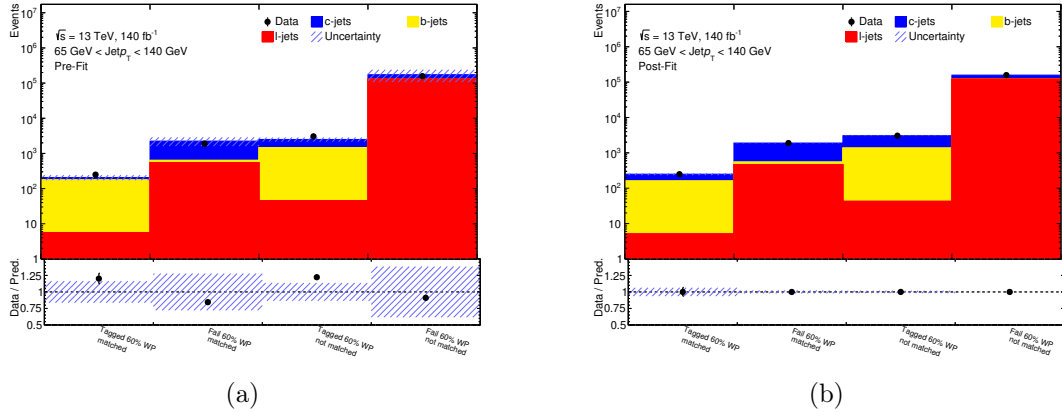 Events
10⁷
10⁶
10⁵
10⁴
10³
10²
10
1
Data c-jets b-jets
l-jets Uncertainty
√s = 13 TeV, 140 fb⁻¹
65 GeV < Jet p_T < 140 GeV
Pre-Fit
Data / Pred.
1.25
1
0.75
0.5
Tagged 60% WP
matched
Fail 60% WP
matched
Tagged 60% WP
not matched
Fail 60% WP
not matched
(a)
Events
10⁷
10⁶
10⁵
10⁴
10³
10²
10
1
Data c-jets b-jets
l-jets Uncertainty
√s = 13 TeV, 140 fb⁻¹
65 GeV < Jet p_T < 140 GeV
Post-Fit
Data / Pred.
1.25
1
0.75
0.5
Tagged 60% WP
matched
Fail 60% WP
matched
Tagged 60% WP
not matched
Fail 60% WP
not matched
(b)